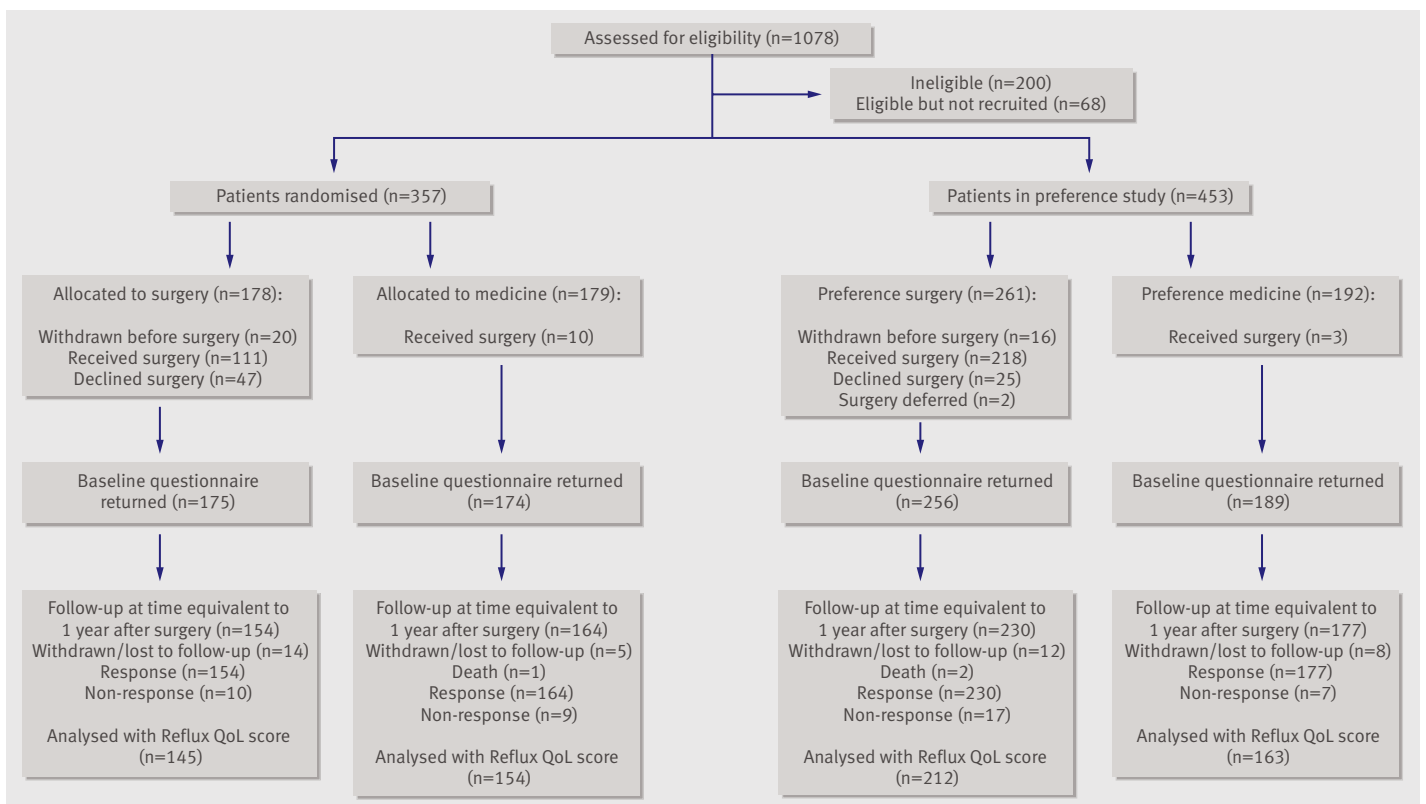 Assessed for eligibility (n=1078)
Ineligible (n=200)
Eligible but not recruited (n=68)
Patients randomised (n=357)
Patients in preference study (n=453)
Allocated to surgery (n=178):
Withdrawn before surgery (n=20)
Received surgery (n=111)
Declined surgery (n=47)
Allocated to medicine (n=179):
Received surgery (n=10)
Preference surgery (n=261):
Withdrawn before surgery (n=16)
Received surgery (n=218)
Declined surgery (n=25)
Surgery deferred (n=2)
Preference medicine (n=192):
Received surgery (n=3)
Baseline questionnaire
returned (n=175)
Baseline questionnaire returned
(n=174)
Baseline questionnaire returned
(n=256)
Baseline questionnaire returned
(n=189)
Follow-up at time equivalent to
1 year after surgery (n=154)
Withdrawn/lost to follow-up (n=14)
Response (n=154)
Non-response (n=10)
Analysed with Reflux QoL score
(n=145)
Follow-up at time equivalent to
1 year after surgery (n=164)
Withdrawn/lost to follow-up (n=5)
Death (n=1)
Response (n=164)
Non-response (n=9)
Analysed with Reflux QoL score
(n=154)
Follow-up at time equivalent to
1 year after surgery (n=230)
Withdrawn/lost to follow-up (n=12)
Death (n=2)
Response (n=230)
Non-response (n=17)
Analysed with Reflux QoL score
(n=212)
Follow-up at time equivalent to
1 year after surgery (n=177)
Withdrawn/lost to follow-up (n=8)
Response (n=177)
Non-response (n=7)
Analysed with Reflux QoL score
(n=163)